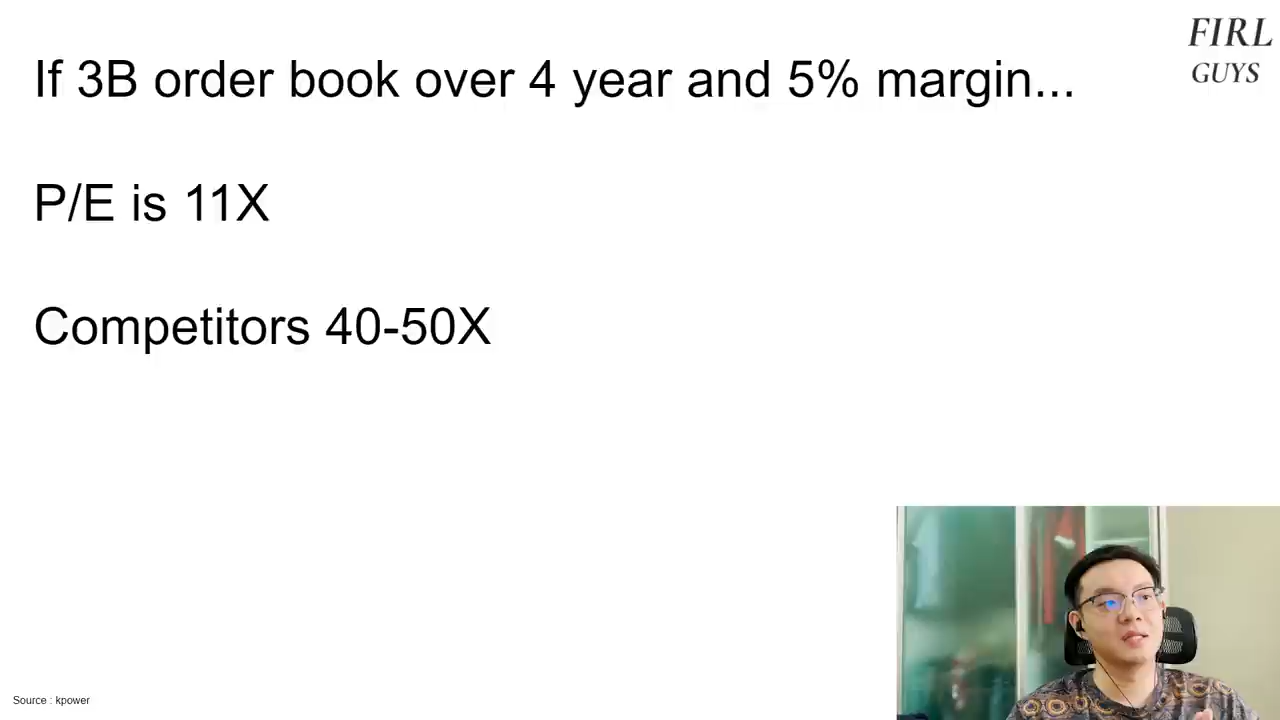 FIRL
GUYS
If 3B order book over 4 year and 5% margin...
P/E is 11X
Competitors 40-50X
Source : kpower